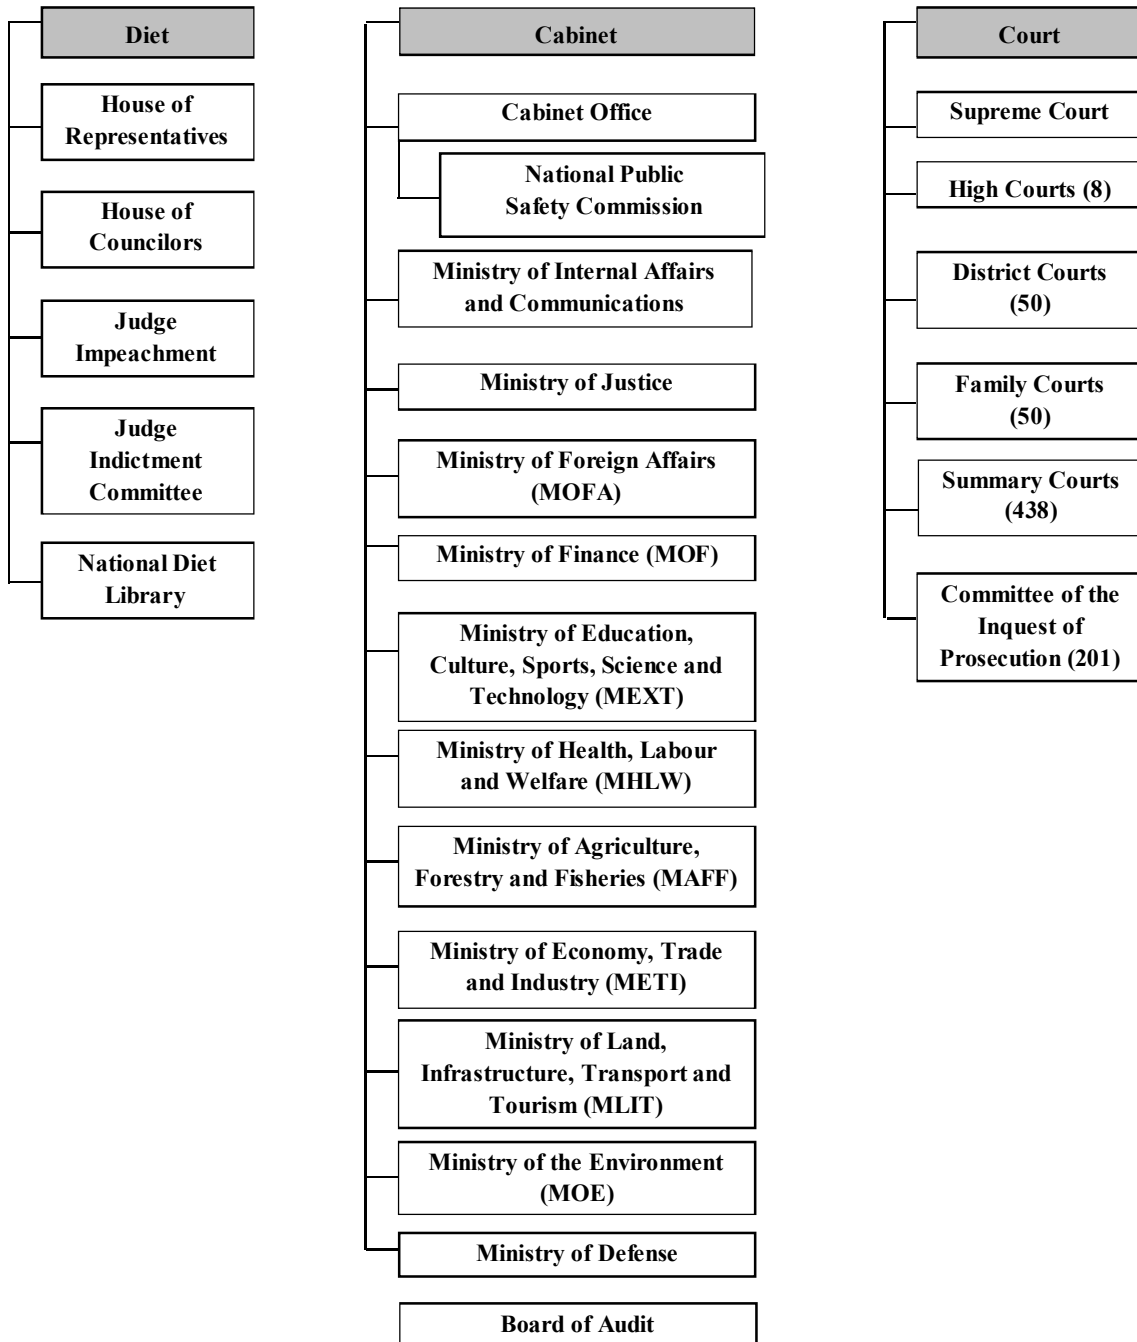 Diet
House of
Representatives
House of
Councilors
Judge
Impeachment
Judge
Indictment
Committee
National Diet
Library
Cabinet
Cabinet Office
National Public
Safety Commission
Ministry of Internal Affairs
and Communications
Ministry of Justice
Ministry of Foreign Affairs
(MOFA)
Ministry of Finance (MOF)
Ministry of Education,
Culture, Sports, Science and
Technology (MEXT)
Ministry of Health, Labour
and Welfare (MHLW)
Ministry of Agriculture,
Forestry and Fisheries (MAFF)
Ministry of Economy, Trade
and Industry (METI)
Ministry of Land,
Infrastructure, Transport and
Tourism (MLIT)
Ministry of the Environment
(MOE)
Ministry of Defense
Board of Audit
Court
Supreme Court
High Courts (8)
District Courts
(50)
Family Courts
(50)
Summary Courts
(438)
Committee of the
Inquest of
Prosecution (201)